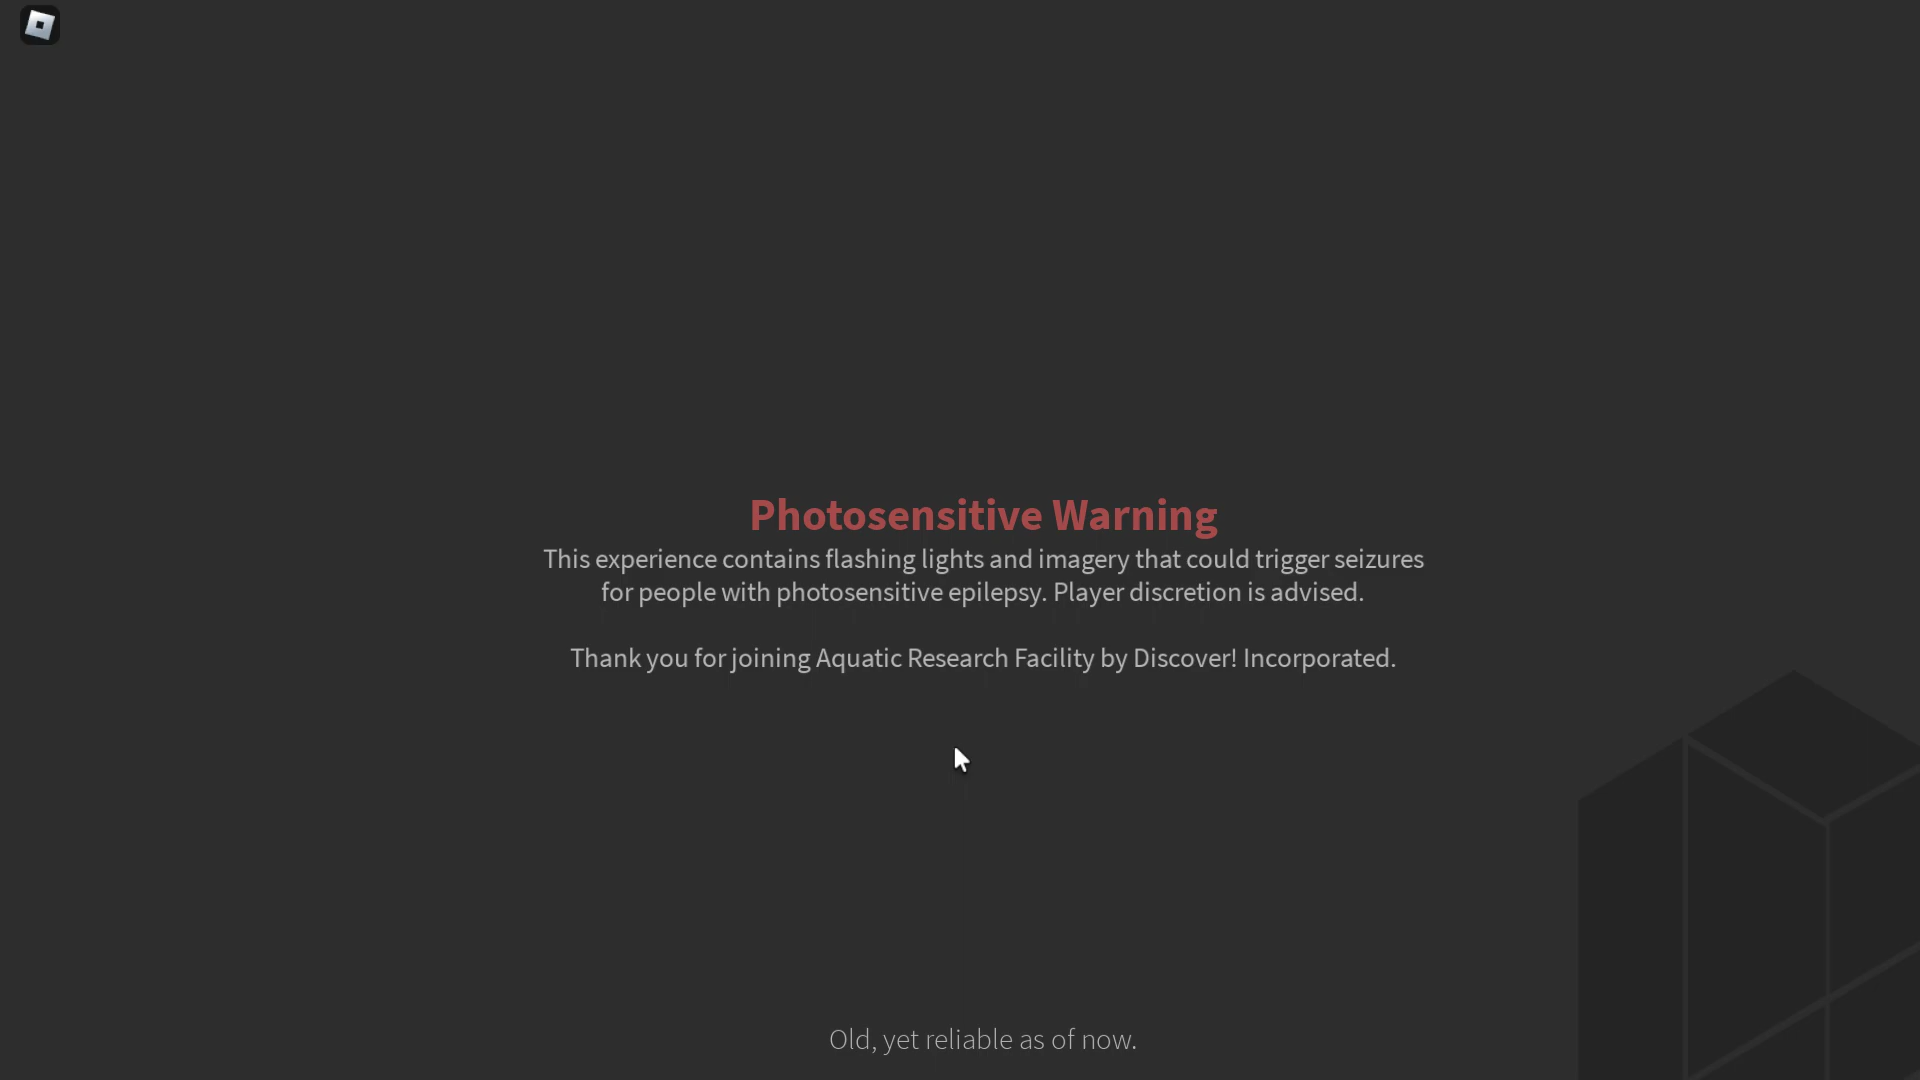 Photosensitive Warning
This experience contains flashing lights and imagery that could trigger seizures
for people with photosensitive epilepsy. Player discretion is advised.
Thank you for joining Aquatic Research Facility by Discover! Incorporated.
Old, yet reliable as of now.